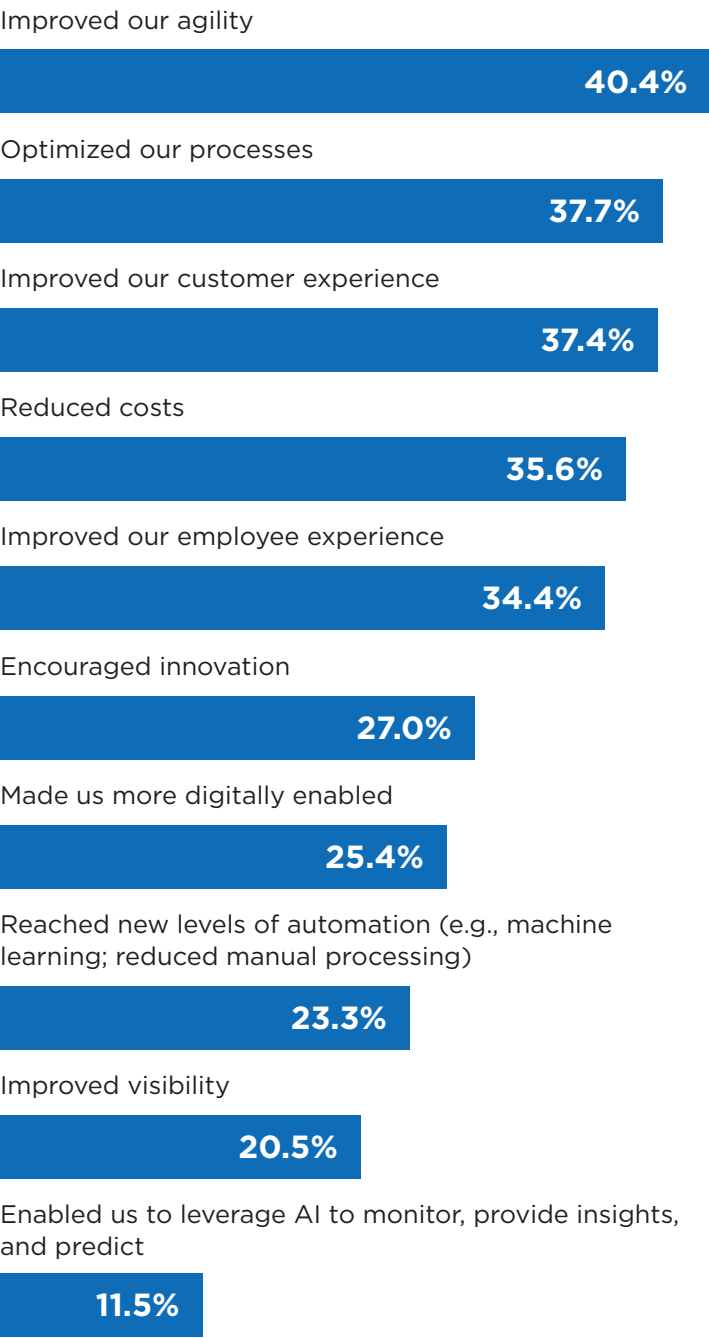 Improved our agility
40.4%
Optimized our processes
37.7%
Improved our customer experience
37.4%
Reduced costs
35.6%
Improved our employee experience
34.4%
Encouraged innovation
27.0%
Made us more digitally enabled
25.4%
Reached new levels of automation (e.g., machine
learning; reduced manual processing)
23.3%
Improved visibility
20.5%
Enabled us to leverage AI to monitor, provide insights,
and predict
11.5%